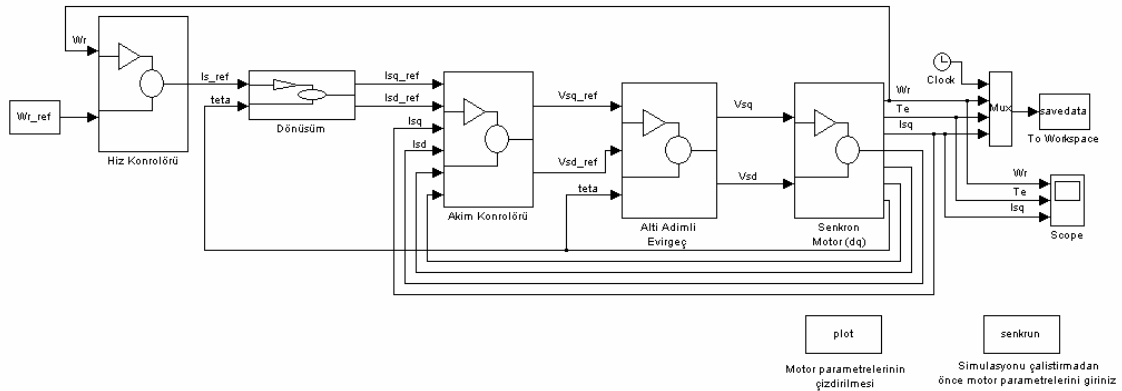 Wr
Wr_ref
Hiz Konrolörü
Is_ref
teta
Dönüsüm
Isq_ref
Isd_ref
Isq
Isd
Akim Konrolörü
Vsq_ref
Vsd_ref
teta
Alti Adimli
Evirgeç
Vsq
Vsd
Senkron
Motor (dq)
Wr
Te
Isq
Clock
Mux
savedata
To Workspace
Wr
Te
Isq
Scope
plot
Motor parametrelerinin
çizdirilmesi
senkrun
Simulasyonu çalistirmadan
önce motor parametrelerini giriniz